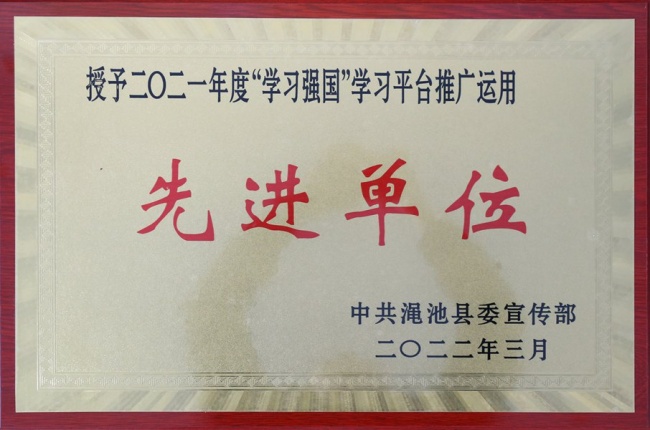 授予二〇二一年度“学习强国”学习平台推广运用
先进单位
中共渑池县委宣传部
二〇二二年三月